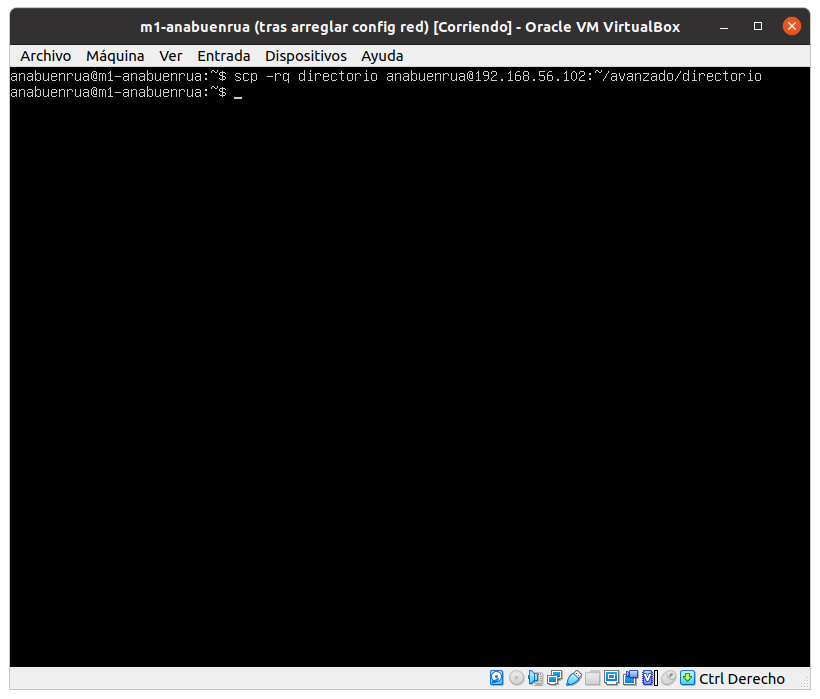 m1-anabuenrua (tras arreglar config red) [Corriendo] - Oracle VM VirtualBox
Archivo Máquina Ver Entrada Dispositivos Ayuda
anabuenrua@m1-anabuenrua:~$ scp -rq directorio anabuenrua@192.168.56.102:~/avanzado/directorio
anabuenrua@m1-anabuenrua:~$ _
Ctrl Derecho